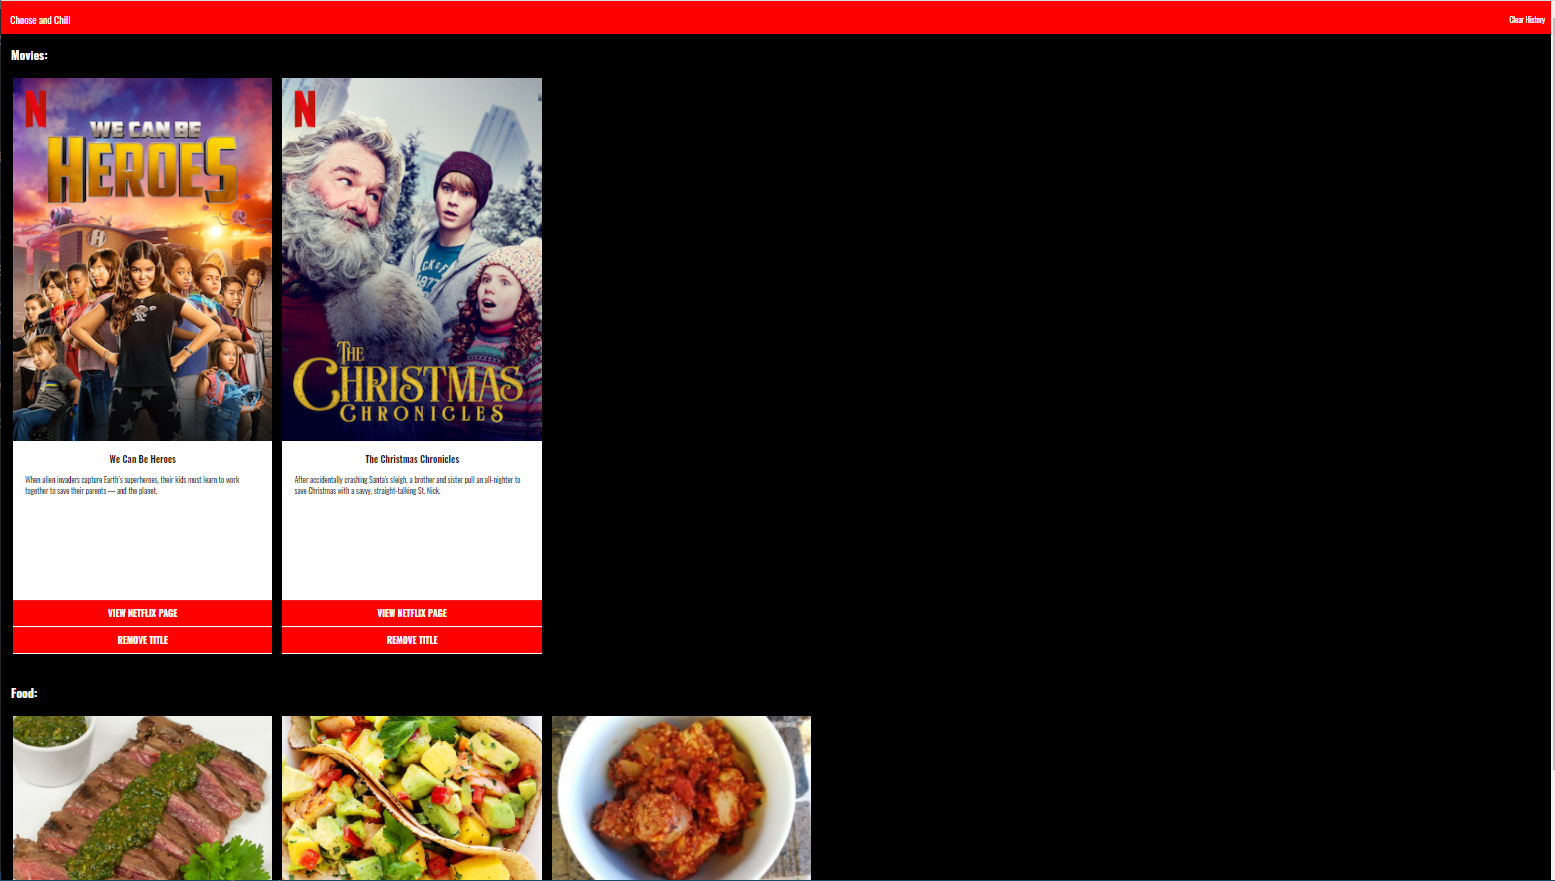 Choose and Chill
Clear History
Movies:
N
WE CAN BE
HEROES
H
N
THE
CHRISTMAS
CHRONICLES
We Can Be Heroes
When alien invaders capture Earth's superheroes, their kids must learn to work
together to save their parents — and the planet.
VIEW NETFLIX PAGE
REMOVE TITLE
The Christmas Chronicles
After accidentally crashing Santa's sleigh, a brother and sister pull an all-nighter to
save Christmas with a savvy, straight-talking St. Nick.
VIEW NETFLIX PAGE
REMOVE TITLE
Food: